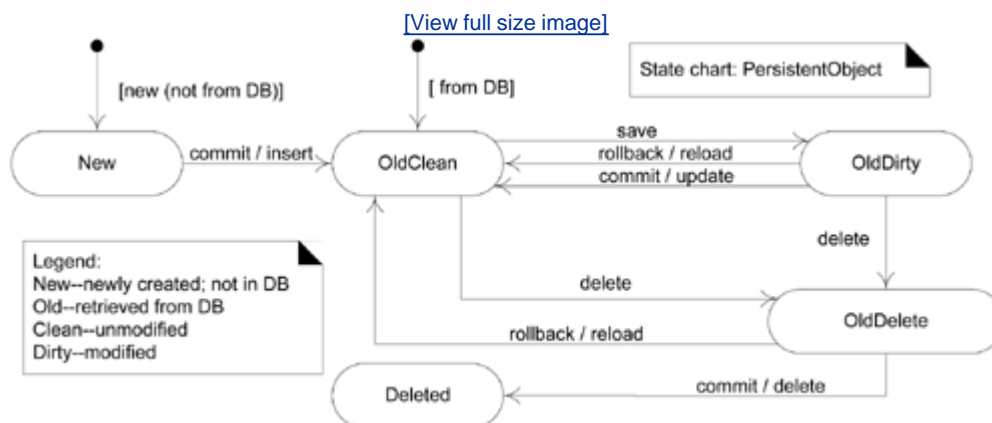 [View full size image]
State chart: PersistentObject
[new (not from DB)]
[ from DB]
New
commit / insert
OldClean
save
rollback / reload
commit / update
OldDirty
delete
Legend:
New--newly created; not in DB
Old--retrieved from DB
Clean--unmodified
Dirty--modified
delete
OldDelete
rollback / reload
Deleted
commit / delete